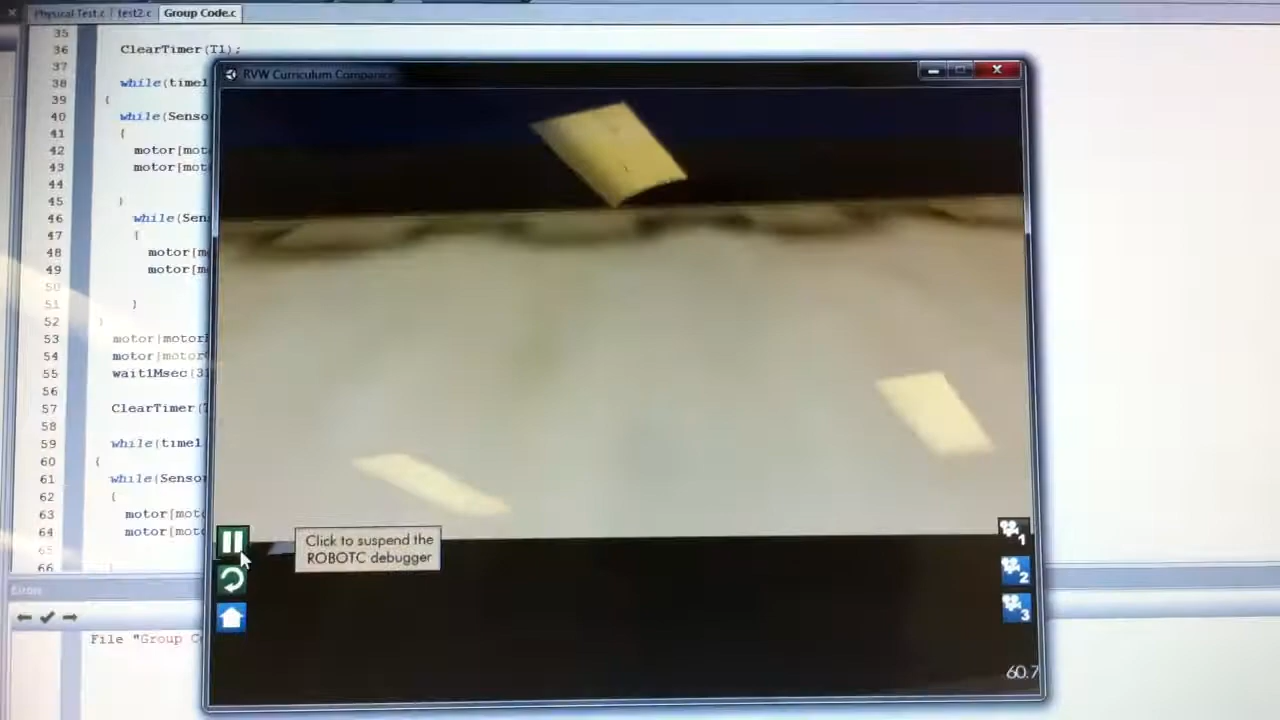 Physical Test.c test2.c Group Code.c
RVW Curriculum Companion
35
36 ClearTimer(T1);
37
38 while(time1
39 {
40 while(Senso
41 {
42 motor[mot
43 motor[mot
44
45 }
46 while(Sen
47 {
48 motor[m
49 motor[m
50
51 }
52 }
53 motor[motor
54 motor[motor
55 wait1Msec(3
56
57 ClearTimer(
58
59 while(time1
60 {
61 while(Senso
62 {
63 motor[mot
64 motor[mot
65
66
Click to suspend the
ROBOTC debugger
1
2
3
60.7
Errors
File "Group C